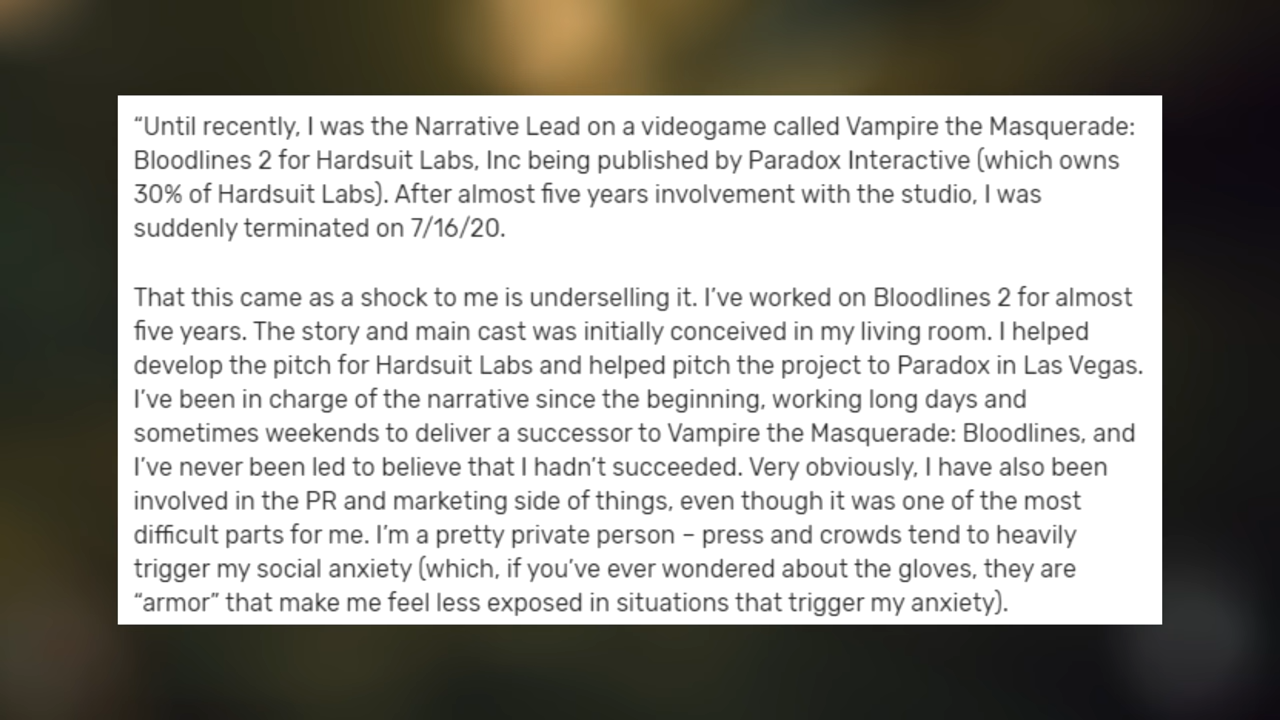 “Until recently, I was the Narrative Lead on a videogame called Vampire the Masquerade:
Bloodlines 2 for Hardsuit Labs, Inc being published by Paradox Interactive (which owns
30% of Hardsuit Labs). After almost five years involvement with the studio, I was
suddenly terminated on 7/16/20.
That this came as a shock to me is underselling it. I’ve worked on Bloodlines 2 for almost
five years. The story and main cast was initially conceived in my living room. I helped
develop the pitch for Hardsuit Labs and helped pitch the project to Paradox in Las Vegas.
I’ve been in charge of the narrative since the beginning, working long days and
sometimes weekends to deliver a successor to Vampire the Masquerade: Bloodlines, and
I’ve never been led to believe that I hadn’t succeeded. Very obviously, I have also been
involved in the PR and marketing side of things, even though it was one of the most
difficult parts for me. I’m a pretty private person – press and crowds tend to heavily
trigger my social anxiety (which, if you’ve ever wondered about the gloves, they are
“armor” that make me feel less exposed in situations that trigger my anxiety).